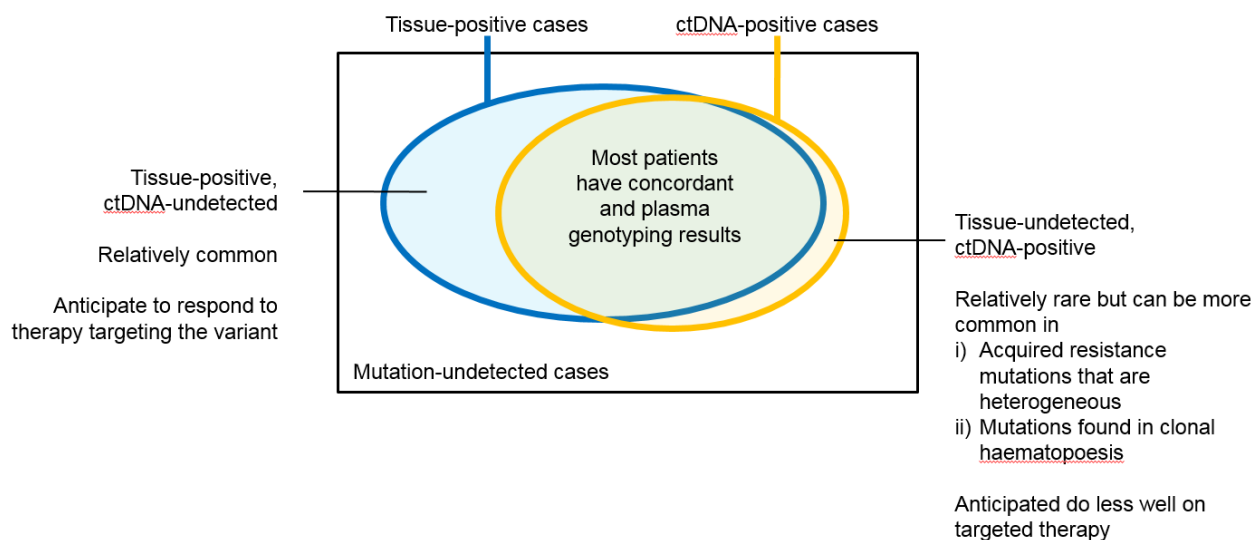 Tissue-positive cases
ctDNA-positive cases
Tissue-positive,
ctDNA-undetected
Relatively common
Anticipate to respond to
therapy targeting the variant
Most patients
have concordant
and plasma
genotyping results
Mutation-undetected cases
Tissue-undetected,
ctDNA-positive
Relatively rare but can be more
common in
i) Acquired resistance
mutations that are
heterogeneous
ii) Mutations found in clonal
haematopoesis
Anticipated do less well on
targeted therapy